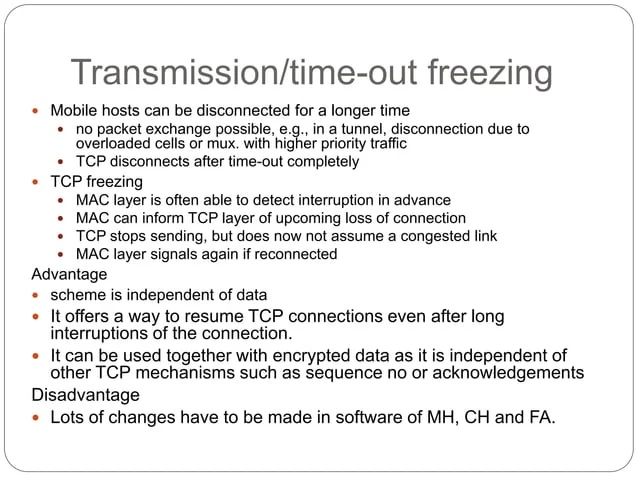 Transmission/time-out freezing
• Mobile hosts can be disconnected for a longer time
• no packet exchange possible, e.g., in a tunnel, disconnection due to
overloaded cells or mux. with higher priority traffic
• TCP disconnects after time-out completely
• TCP freezing
• MAC layer is often able to detect interruption in advance
• MAC can inform TCP layer of upcoming loss of connection
• TCP stops sending, but does now not assume a congested link
• MAC layer signals again if reconnected
Advantage
• scheme is independent of data
• It offers a way to resume TCP connections even after long
interruptions of the connection.
• It can be used together with encrypted data as it is independent of
other TCP mechanisms such as sequence no or acknowledgements
Disadvantage
• Lots of changes have to be made in software of MH, CH and FA.